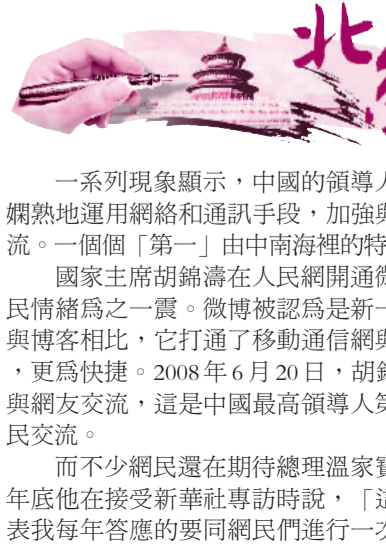 北
一系列現象顯示，中國的領導人
嫻熟地運用網絡和通訊手段，加強與
流。一個個「第一」由中南海裡的特
國家主席胡錦濤在人民網開通微
民情緒爲之一震。微博被認爲是新一
與博客相比，它打通了移動通信網與
，更爲快捷。2008年6月20日，胡錦
與網友交流，這是中國最高領導人第
民交流。
而不少網民還在期待總理溫家寶
年底他在接受新華社專訪時說，「這
表我每年答應的要同網民們進行一次